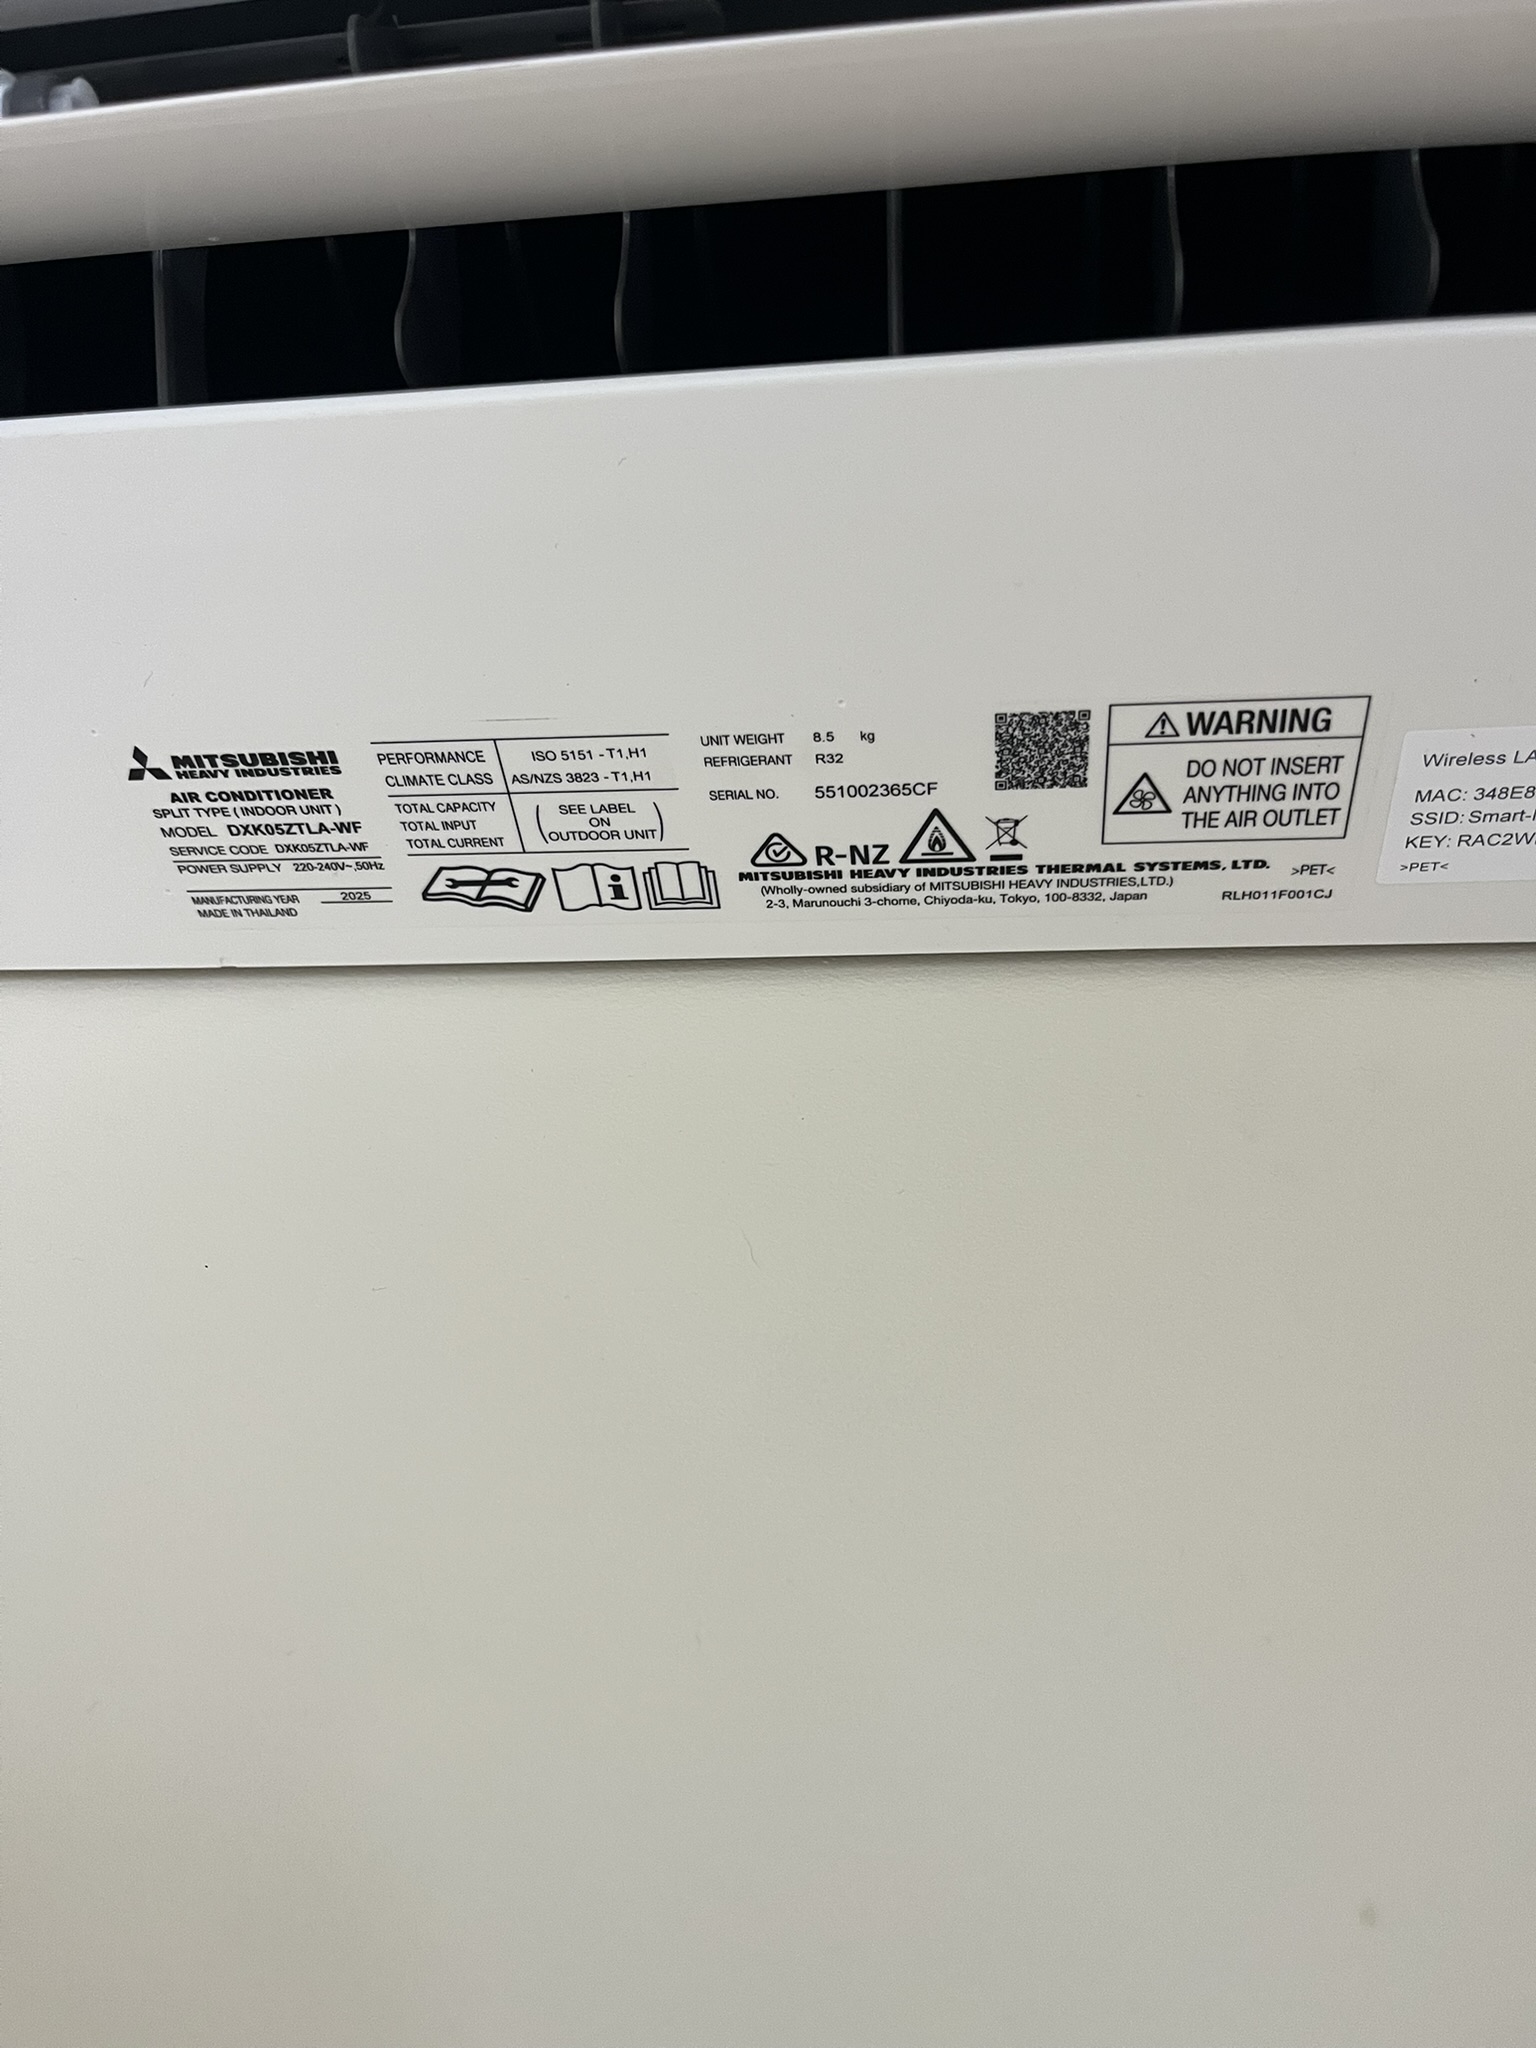 MITSUBISHI
HEAVY INDUSTRIES
AIR CONDITIONER
SPLIT TYPE ( INDOOR UNIT )
MODEL DXK05ZTLA-WF
SERVICE CODE DXK05ZTLA-WF
POWER SUPPLY 220-240V~,50Hz
MANUFACTURING YEAR 2025
MADE IN THAILAND
PERFORMANCE ISO 5151 - T1,H1
CLIMATE CLASS AS/NZS 3823 - T1,H1
TOTAL CAPACITY
TOTAL INPUT
TOTAL CURRENT
( SEE LABEL
ON
OUTDOOR UNIT )
UNIT WEIGHT 8.5 kg
REFRIGERANT R32
SERIAL NO. 551002365CF
R-NZ
MITSUBISHI HEAVY INDUSTRIES THERMAL SYSTEMS, LTD.
(Wholly-owned subsidiary of MITSUBISHI HEAVY INDUSTRIES,LTD.)
2-3, Marunouchi 3-chome, Chiyoda-ku, Tokyo, 100-8332, Japan
>PET<
RLH011F001CJ
WARNING
DO NOT INSERT
ANYTHING INTO
THE AIR OUTLET
Wireless LA
MAC: 348E8
SSID: Smart-
KEY: RAC2W
>PET<